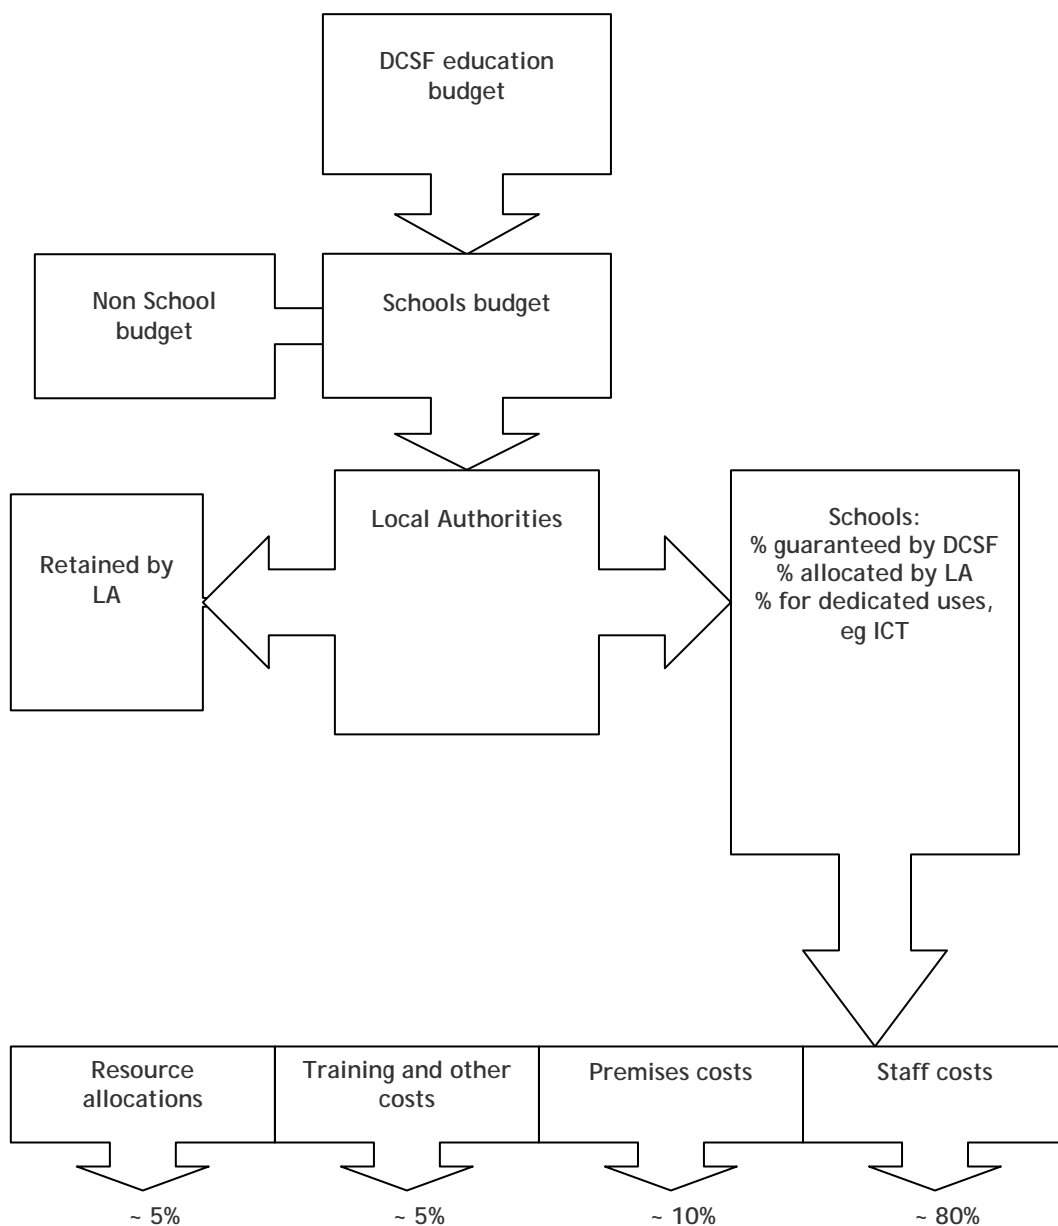 DCSF education
budget
Non School
budget
Schools budget
Retained by
LA
Local Authorities
Schools:
% guaranteed by DCSF
% allocated by LA
% for dedicated uses,
eg ICT
Resource
allocations
Training and other
costs
Premises costs
Staff costs
~ 5%
~ 5%
~ 10%
~ 80%